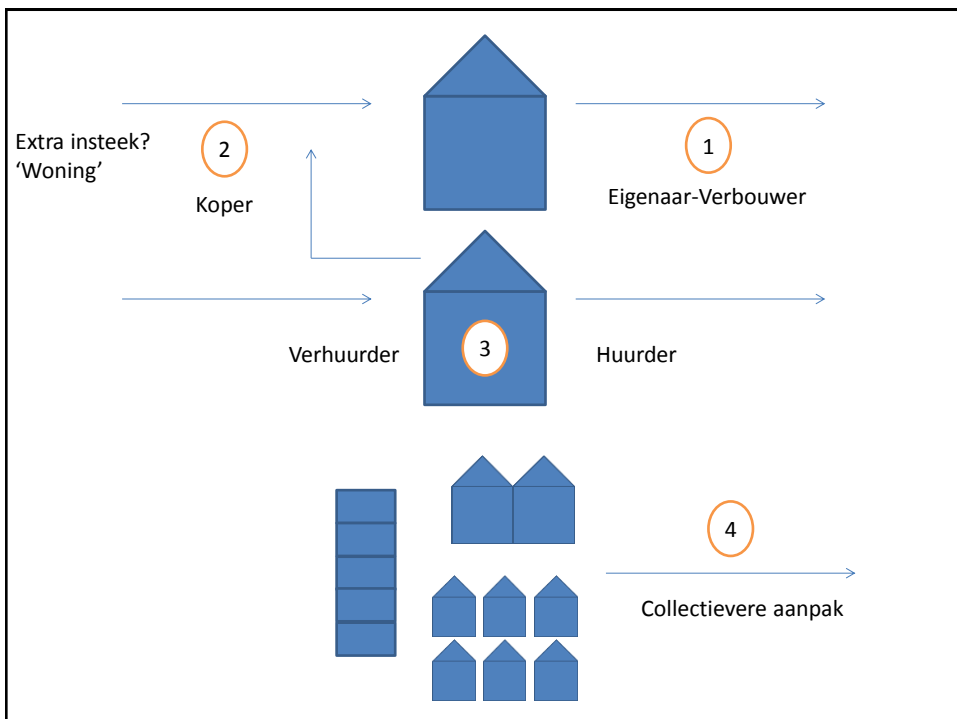 Extra insteek?
‘Woning’
2
Koper
1
Eigenaar-Verbouwer
Verhuurder
3
Huurder
4
Collectievere aanpak